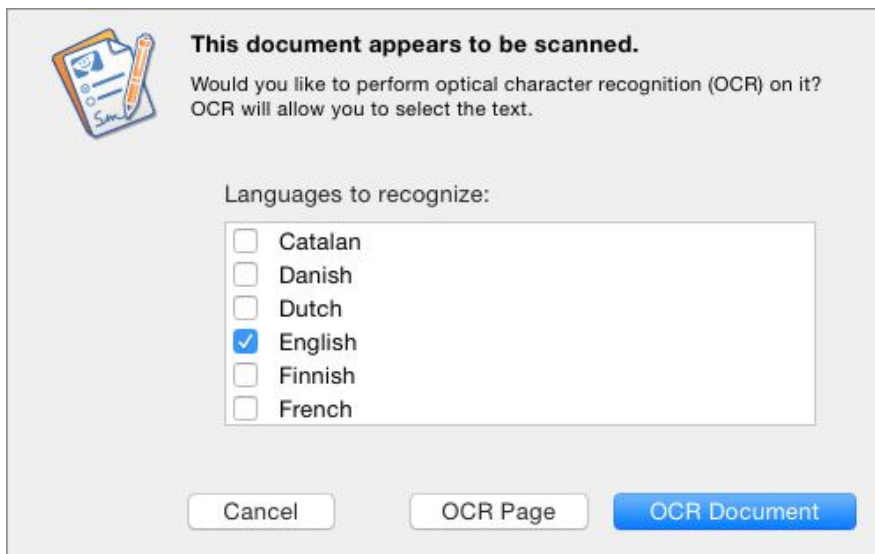 This document appears to be scanned.
Would you like to perform optical character recognition (OCR) on it?
OCR will allow you to select the text.
Languages to recognize:
Catalan
Danish
Dutch
English
Finnish
French
Cancel
OCR Page
OCR Document
Sm